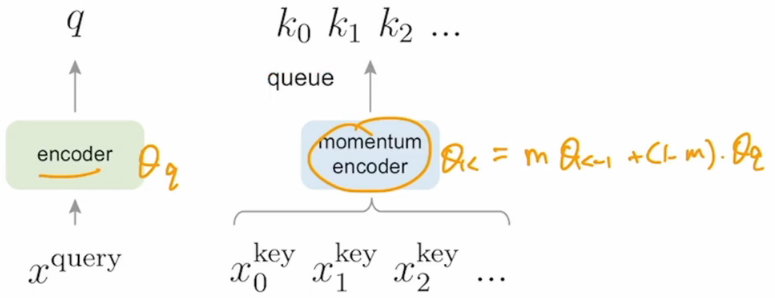 q k₀ k₁ k₂ ...
queue
encoder θq momentum encoder θk = m θk-1 + (1-m).θq
x^query x₀^key x₁^key x₂^key ...